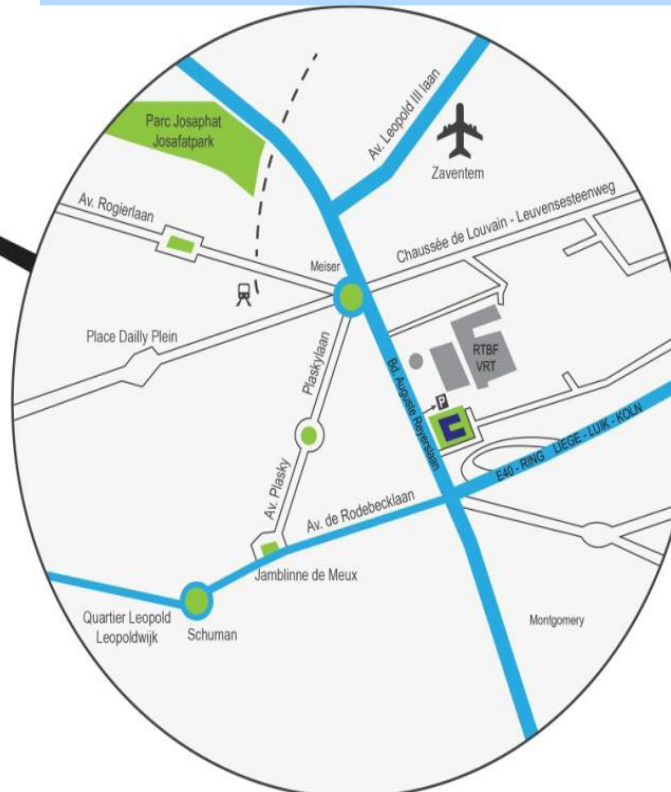 Parc Josaphat
Josafatpark
Av. Leopold III laan
Zaventem
Av. Rogierlaan
Chaussée de Louvain - Leuvensesteenweg
Meiser
Place Dailly Plein
Plaskylaan
RTBF
VRT
Bd. Auguste Reyerslaan
P
E40 - RING LIEGE - LUIK - KOLN
Av. Plasky
Av. de Rodebecklaan
Jamblinne de Meux
Quartier Leopold
Leopoldwijk
Schuman
Montgomery